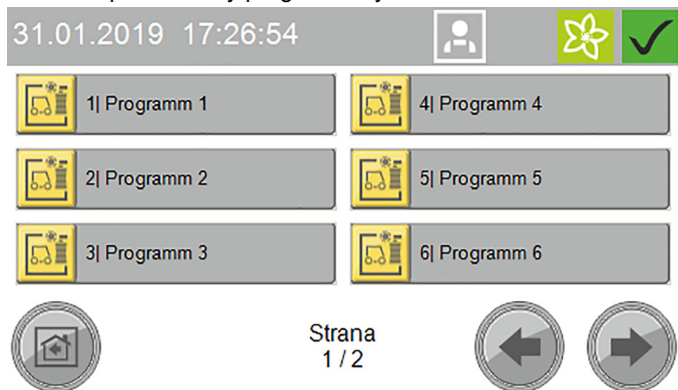 31.01.2019 17:26:54
1| Programm 1
2| Programm 2
3| Programm 3
4| Programm 4
5| Programm 5
6| Programm 6
Strana
1 / 2